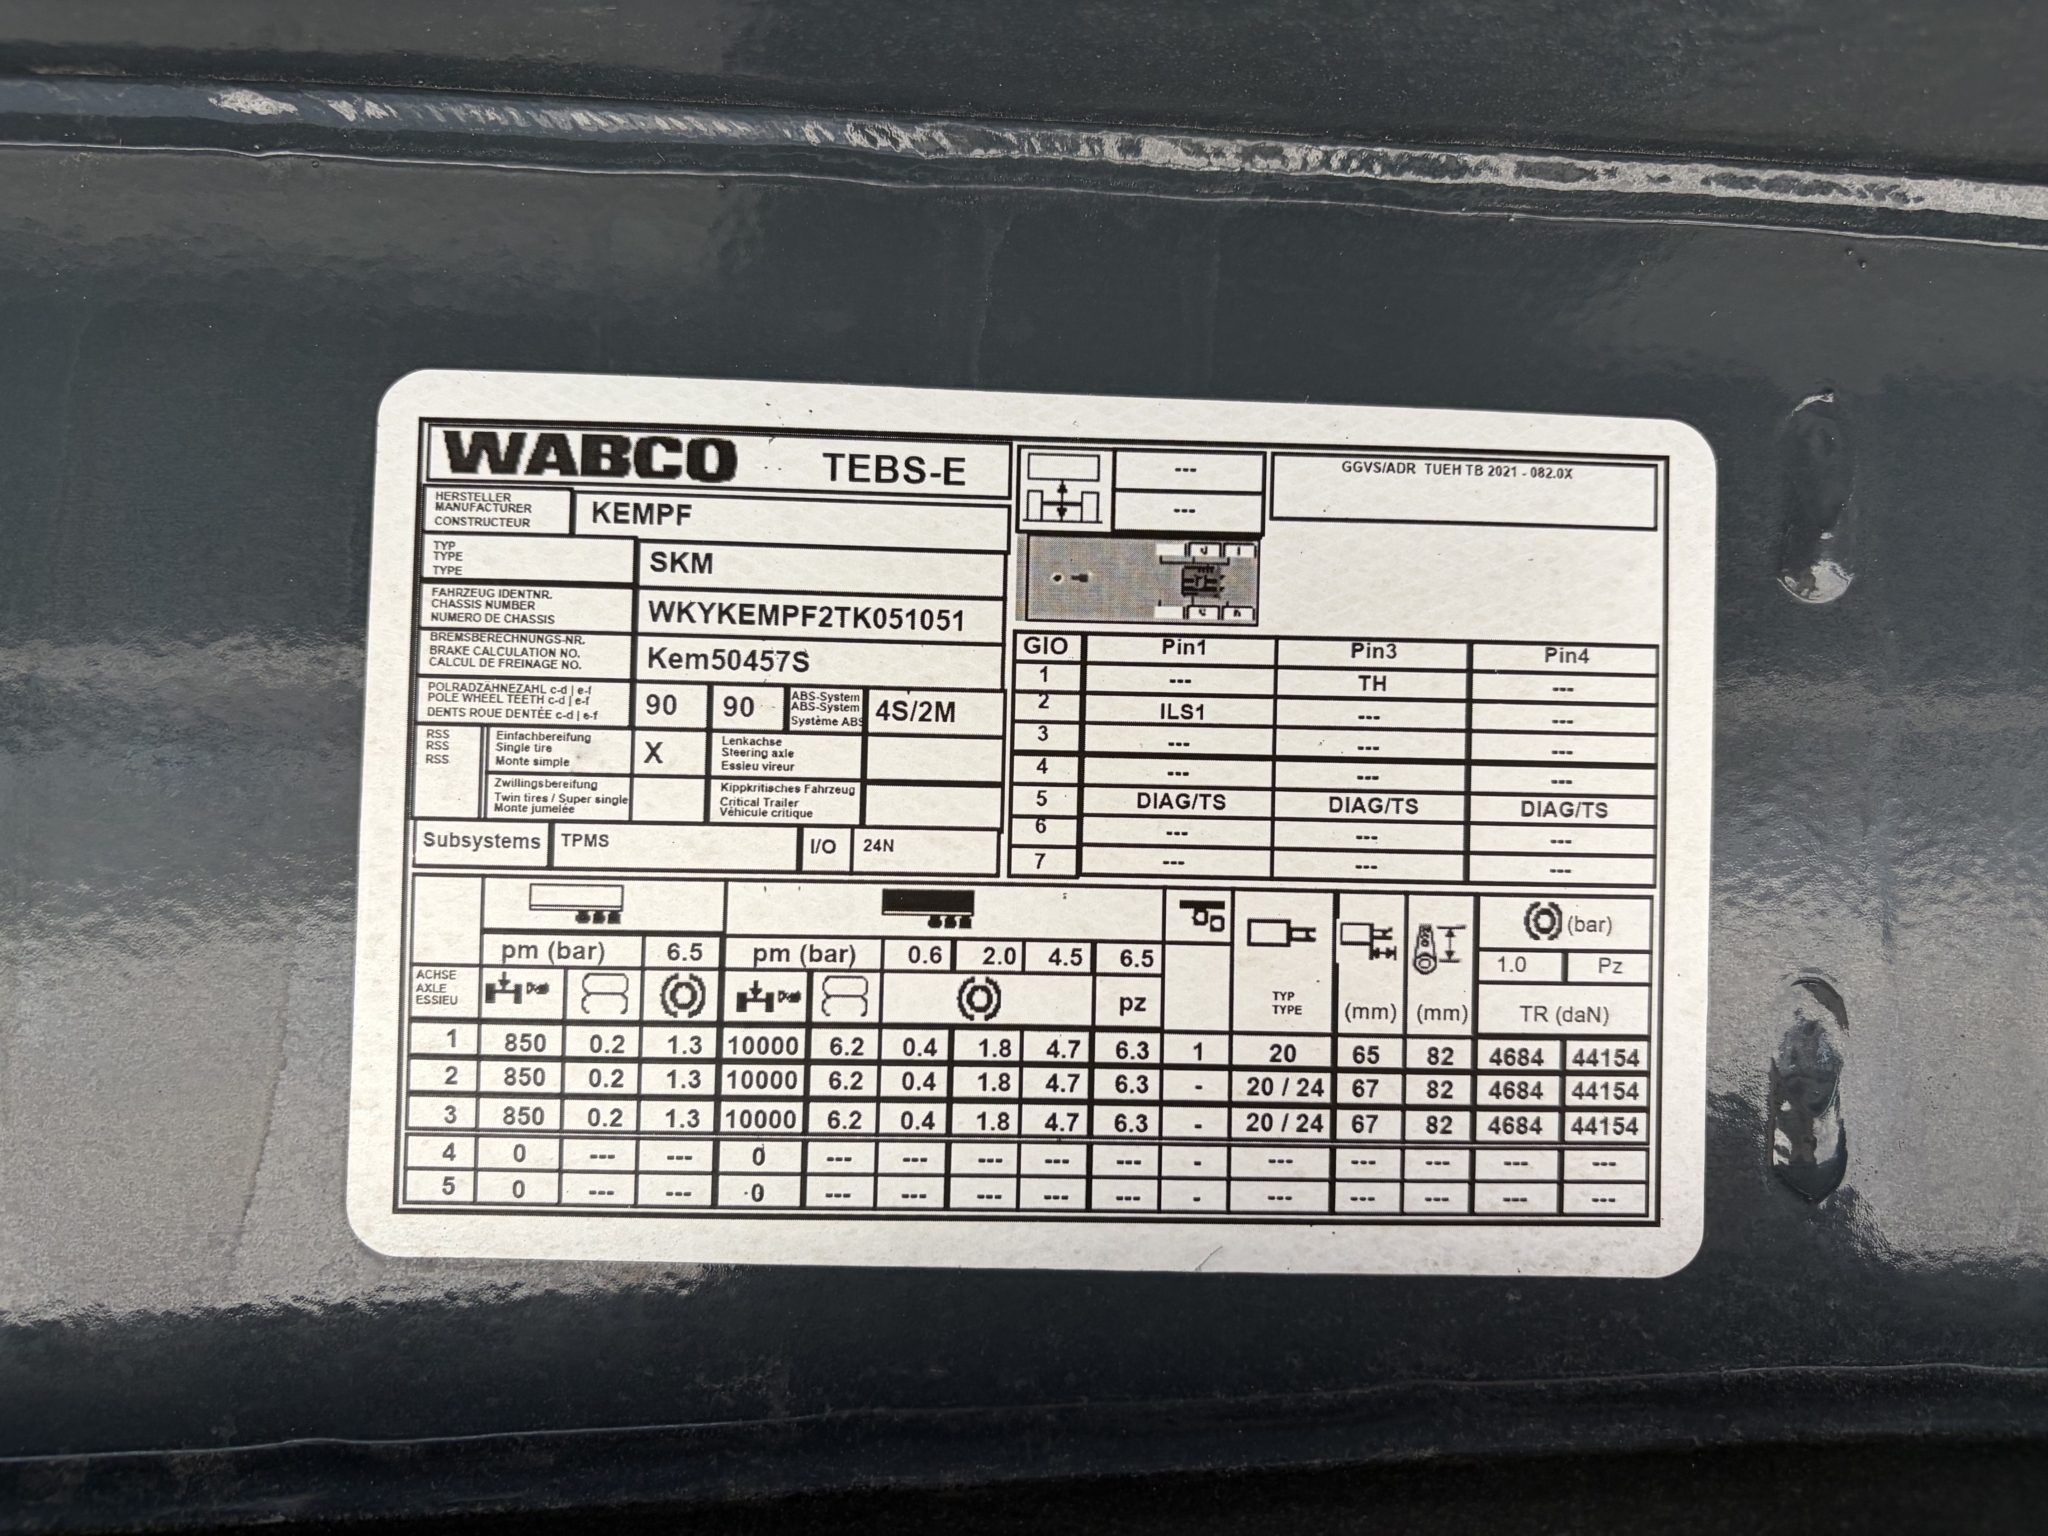 WABCO TEBS-E
HERSTELLER
MANUFACTURER
CONSTRUCTEUR
KEMPF
TYP
TYPE
TYPE
SKM
FAHRZEUG IDENTNR.
CHASSIS NUMBER
NUMERO DE CHASSIS
WKYKEMPF2TK051051
BREMSBERECHNUNGS-NR.
BRAKE CALCULATION NO.
CALCUL DE FREINAGE NO.
Kem50457S
POLRADZÄHNEZAHL c-d | e-f
POLE WHEEL TEETH c-d | e-f
DENTS ROUE DENTÉE c-d | e-f
90 90
ABS-System
ABS-System
Système ABS
4S/2M
RSS
RSS
RSS
Einfachbereifung
Single tire
Monte simple
X
Lenkachse
Steering axle
Essieu vireur
Zwillingsbereifung
Twin tires / Super single
Monte jumelée
Kippkritisches Fahrzeug
Critical Trailer
Véhicule critique
Subsystems TPMS I/O 24N
---
---
GGVS/ADR TUEH TB 2021 - 082.0X
GIO Pin1 Pin3 Pin4
1 --- TH ---
2 ILS1 --- ---
3 --- --- ---
4 --- --- ---
5 DIAG/TS DIAG/TS DIAG/TS
6 --- --- ---
7 --- --- ---
(bar)
pm (bar) 6.5 pm (bar) 0.6 2.0 4.5 6.5 1.0 Pz
ACHSE
AXLE
ESSIEU
pz
TYP
TYPE
(mm) (mm) TR (daN)
1 850 0.2 1.3 10000 6.2 0.4 1.8 4.7 6.3 1 20 65 82 4684 44154
2 850 0.2 1.3 10000 6.2 0.4 1.8 4.7 6.3 - 20 / 24 67 82 4684 44154
3 850 0.2 1.3 10000 6.2 0.4 1.8 4.7 6.3 - 20 / 24 67 82 4684 44154
4 0 --- --- 0 --- --- --- --- --- - --- --- --- --- ---
5 0 --- --- 0 --- --- --- --- --- - --- --- --- --- ---